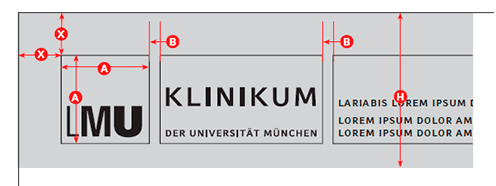 X
B
B
X
A
A
H
LMU
KLINIKUM
DER UNIVERSITÄT MÜNCHEN
LARIABIS LOREM IPSUM
LOREM IPSUM DOLOR AM
LOREM IPSUM DOLOR AM